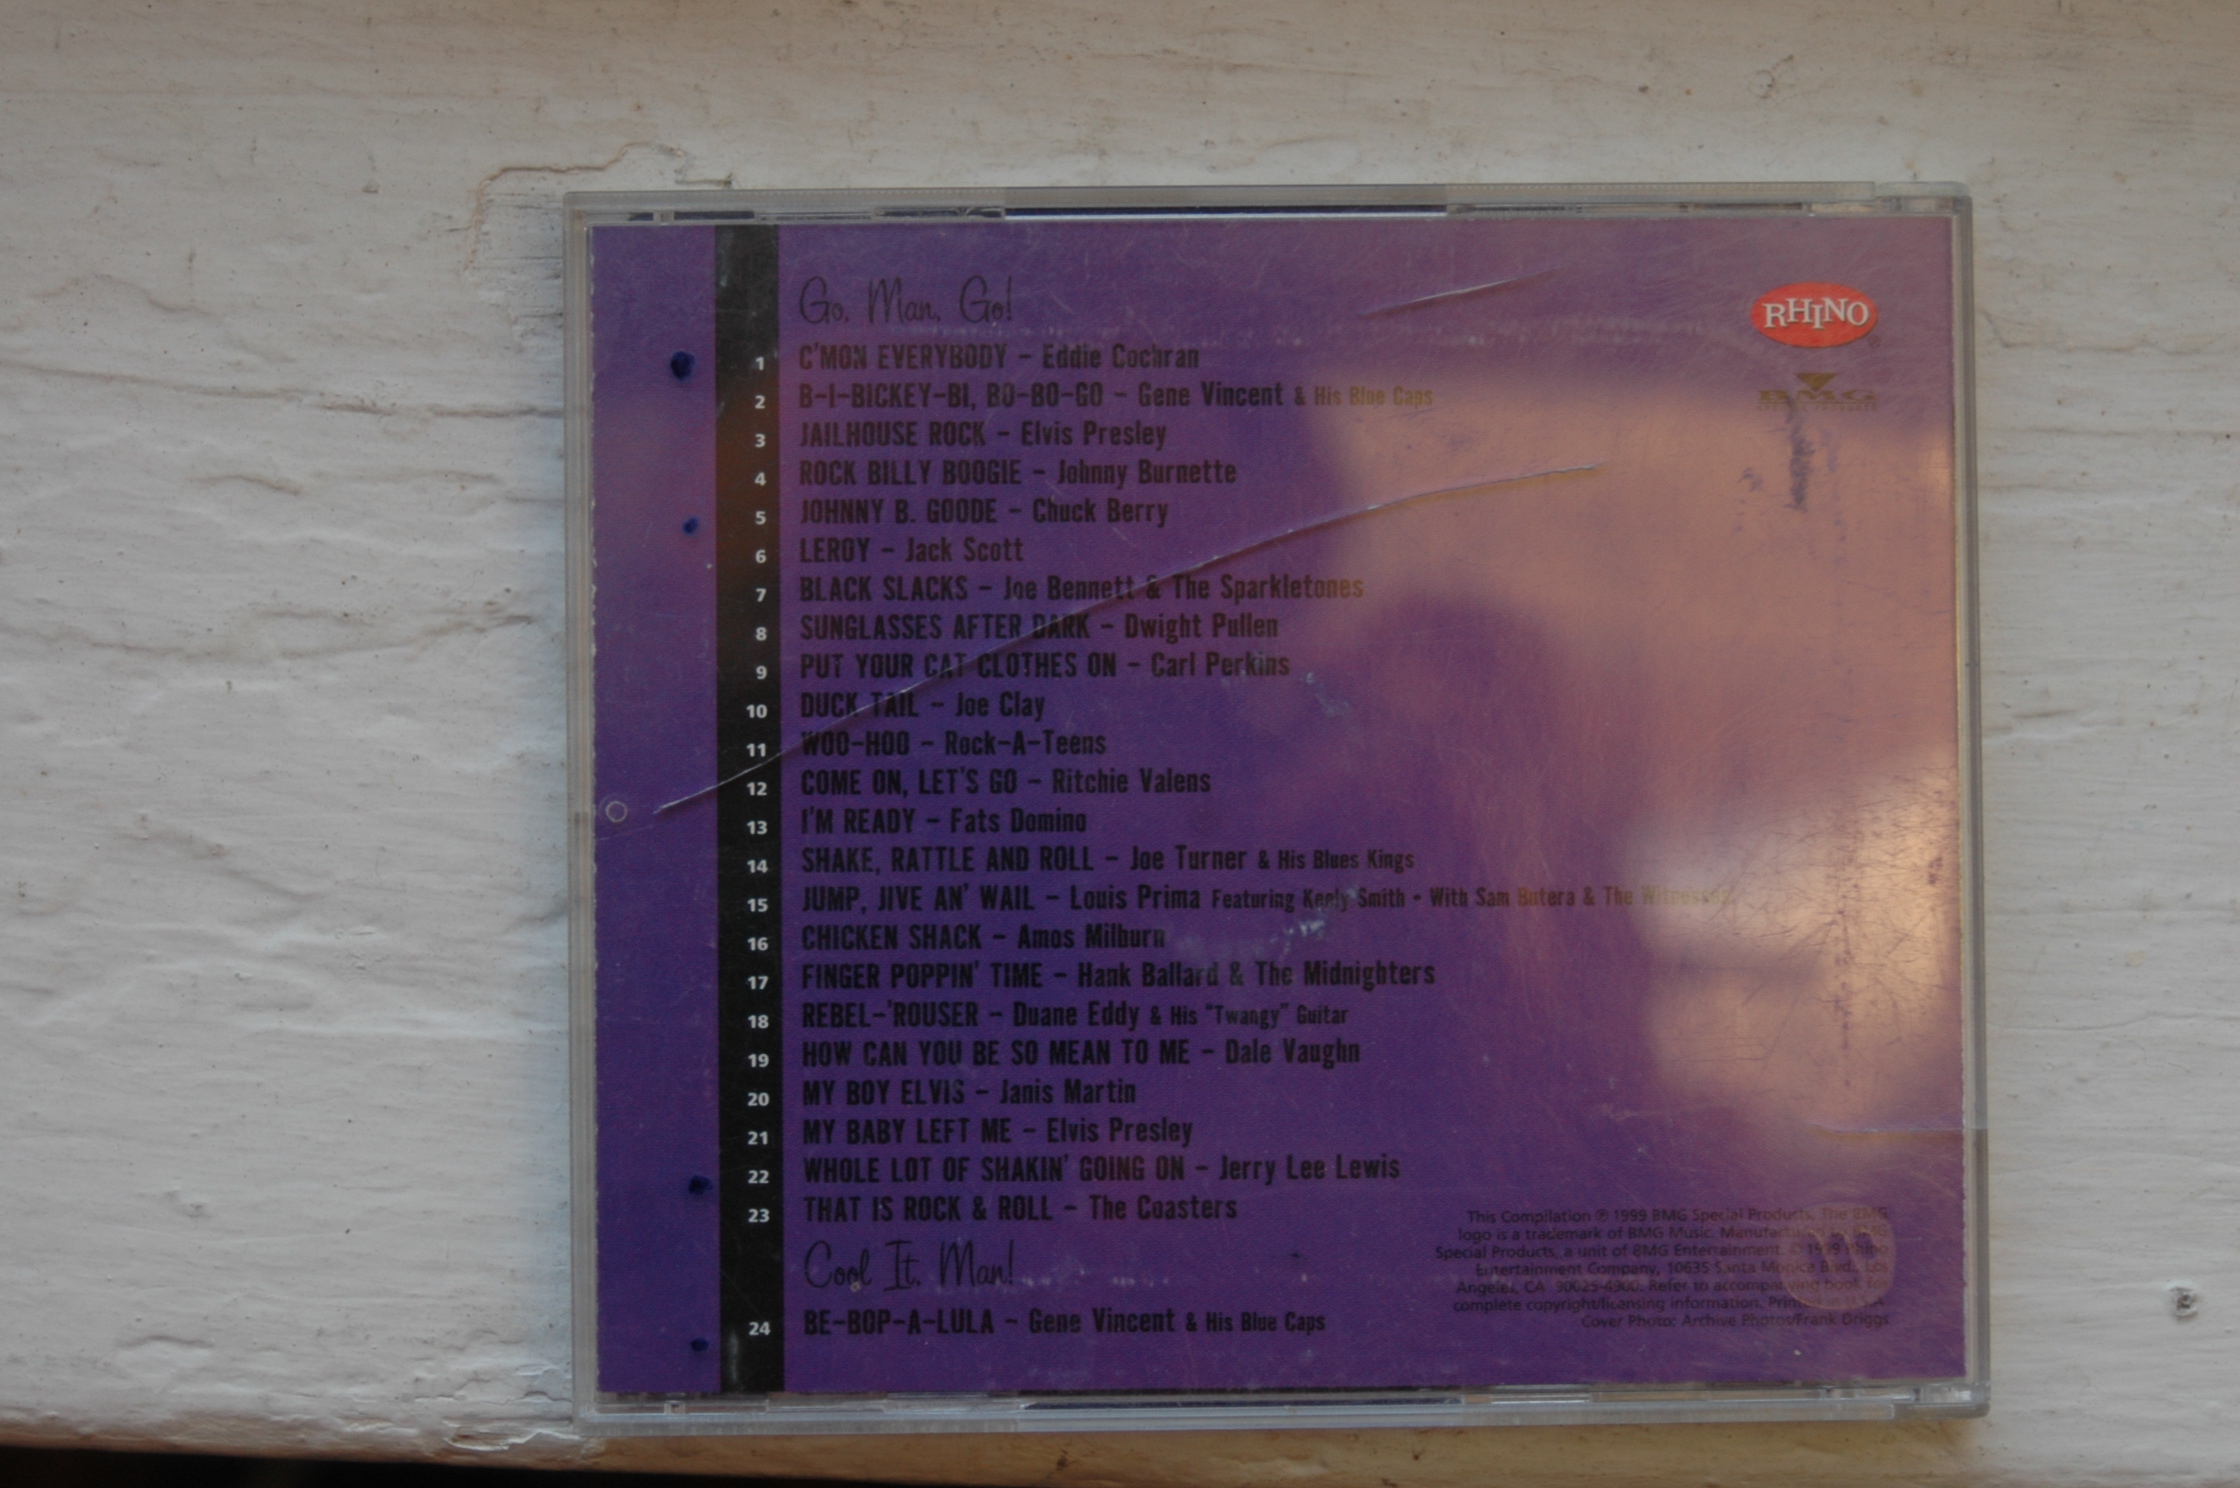 Go, Man, Go!
1 C'MON EVERYBODY – Eddie Cochran
2 B-I-BICKEY-BI, BO-BO-GO – Gene Vincent & His Blue Caps
3 JAILHOUSE ROCK – Elvis Presley
4 ROCK BILLY BOOGIE – Johnny Burnette
5 JOHNNY B. GOODE – Chuck Berry
6 LEROY – Jack Scott
7 BLACK SLACKS – Joe Bennett & The Sparkletones
8 SUNGLASSES AFTER DARK – Dwight Pullen
9 PUT YOUR CAT CLOTHES ON – Carl Perkins
10 DUCK TAIL – Joe Clay
11 WOO-HOO – Rock-A-Teens
12 COME ON, LET'S GO – Ritchie Valens
13 I'M READY – Fats Domino
14 SHAKE, RATTLE AND ROLL – Joe Turner & His Blues Kings
15 JUMP, JIVE AN' WAIL – Louis Prima Featuring Keely Smith • With Sam Butera & The Witnesses
16 CHICKEN SHACK – Amos Milburn
17 FINGER POPPIN' TIME – Hank Ballard & The Midnighters
18 REBEL-'ROUSER – Duane Eddy & His "Twangy" Guitar
19 HOW CAN YOU BE SO MEAN TO ME – Dale Vaughn
20 MY BOY ELVIS – Janis Martin
21 MY BABY LEFT ME – Elvis Presley
22 WHOLE LOT OF SHAKIN' GOING ON – Jerry Lee Lewis
23 THAT IS ROCK & ROLL – The Coasters
Cool It, Man!
24 BE-BOP-A-LULA – Gene Vincent & His Blue Caps
RHINO ®
BMG
This Compilation ℗ 1999 BMG Special Products. The BMG
logo is a trademark of BMG Music. Manufactured by BMG
Special Products, a unit of BMG Entertainment. © 1999 Rhino
Entertainment Company, 10635 Santa Monica Blvd., Los
Angeles, CA 90025-4900. Refer to accompanying book for
complete copyright/licensing information. Printed in U.S.A.
Cover Photo: Archive Photos/Frank Driggs